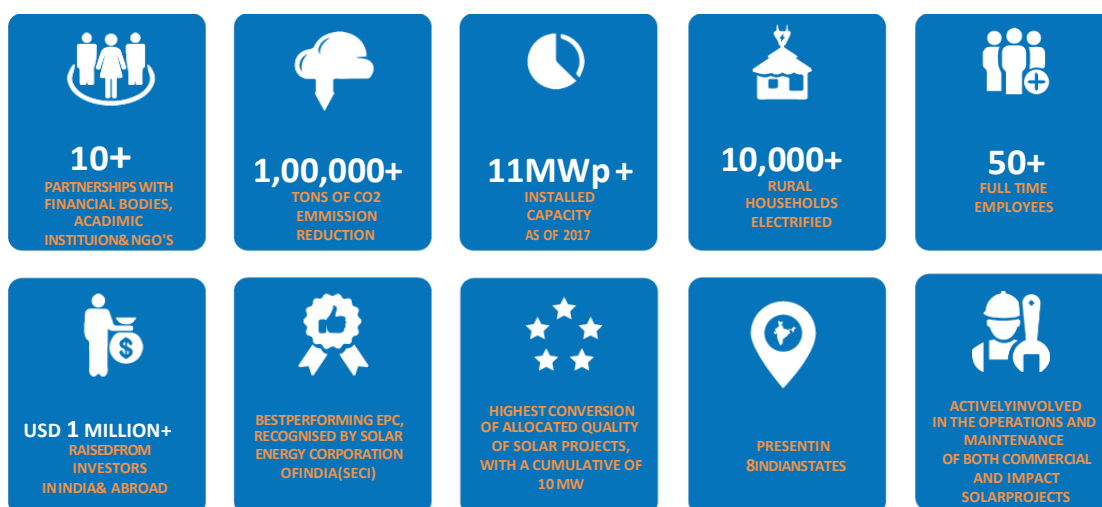 10+
PARTNERSHIPS WITH
FINANCIAL BODIES,
ACADIMIC
INSTITUION& NGO'S
1,00,000+
TONS OF CO2
EMMISSION
REDUCTION
11MWp +
INSTALLED
CAPACITY
AS OF 2017
10,000+
RURAL
HOUSEHOLDS
ELECTRIFIED
50+
FULL TIME
EMPLOYEES
USD 1 MILLION+
RAISEDFROM
INVESTORS
ININDIA& ABROAD
BESTPERFORMING EPC,
RECOGNISED BY SOLAR
ENERGY CORPORATION
OFINDIA(SECI)
HIGHEST CONVERSION
OF ALLOCATED QUALITY
OF SOLAR PROJECTS,
WITH A CUMULATIVE OF
10 MW
PRESENTIN
8INDIANSTATES
ACTIVELYINVOLVED
IN THE OPERATIONS AND
MAINTENANCE
OF BOTH COMMERCIAL
AND IMPACT
SOLARPROJECTS